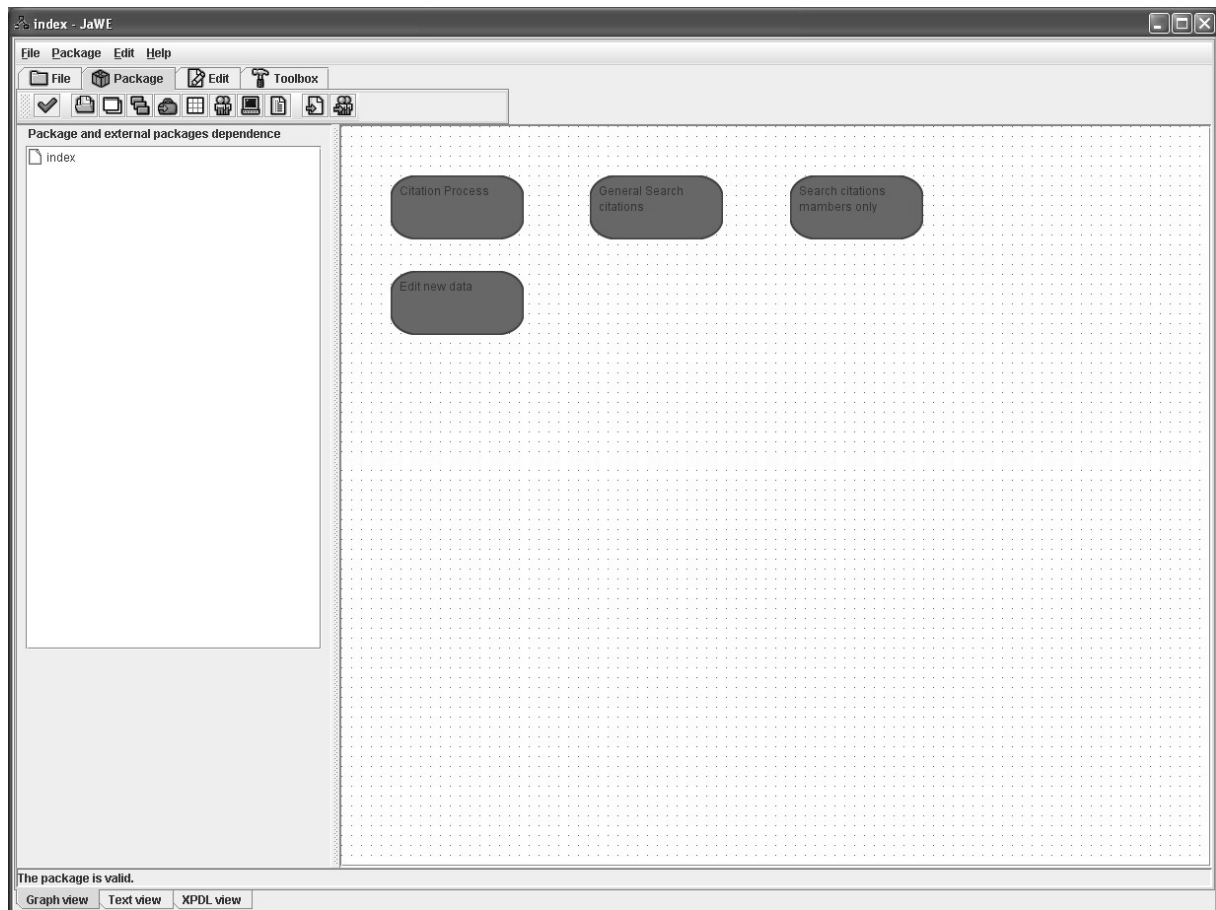 index - JaWE
File Package Edit Help
File Package Edit Toolbox
Package and external packages dependence
index
Citation Process
General Search
citations
Search citations
mambers only
Edit new data
The package is valid.
Graph view Text view XPDL view